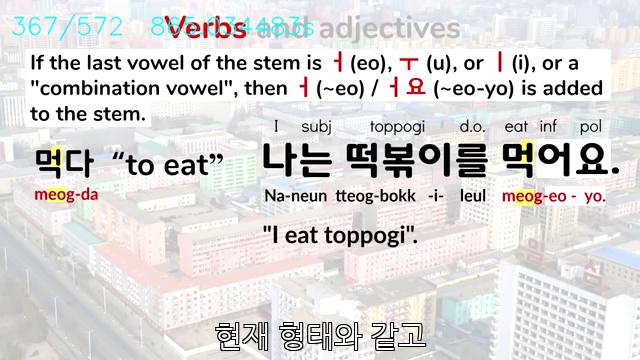 367/572 865.034483s
Verbs and adjectives
If the last vowel of the stem is ㅓ(eo), ㅜ (u), or ㅣ(i), or a
"combination vowel", then ㅓ(~eo) / ㅓ요 (~eo-yo) is added
to the stem.
I subj toppogi d.o. eat inf pol
먹다 “to eat” 나는 떡볶이를 먹어요.
meog-da Na-neun tteog-bokk -i- leul meog-eo - yo.
"I eat toppogi".
현재 형태와 같고